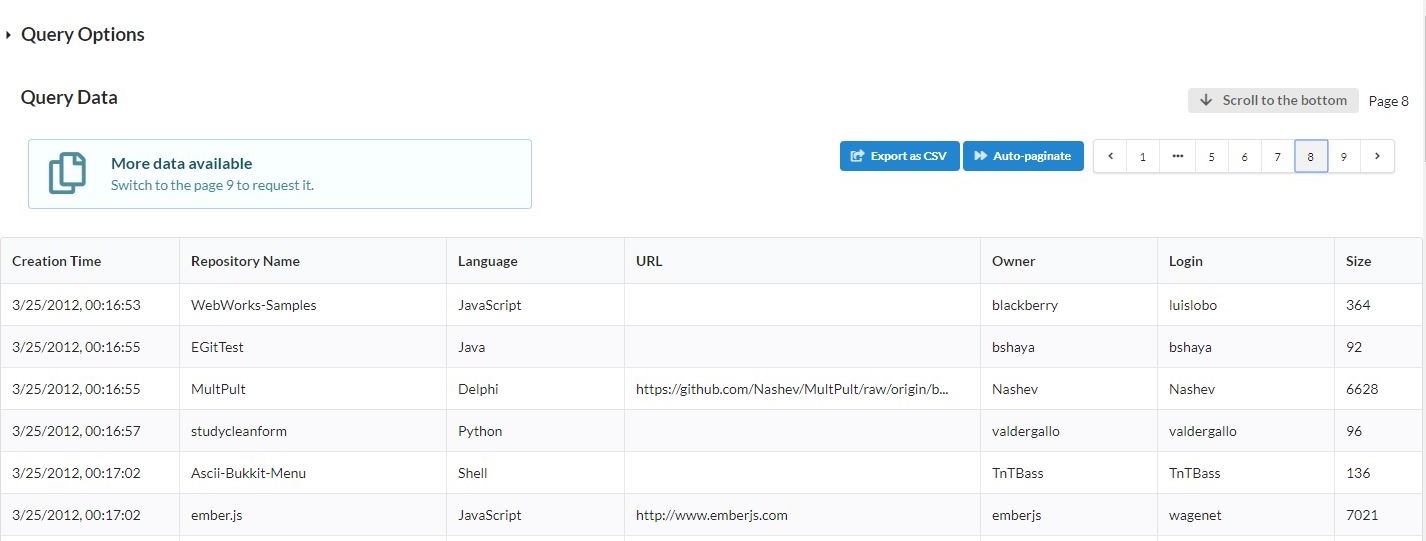 Query Options
Query Data
Scroll to the bottom Page 8
More data available
Switch to the page 9 to request it.
Export as CSV Auto-paginate 1 ••• 5 6 7 8 9
Creation Time Repository Name Language URL Owner Login Size
3/25/2012, 00:16:53 WebWorks-Samples JavaScript blackberry luislobo 364
3/25/2012, 00:16:55 EGitTest Java bshaya bshaya 92
3/25/2012, 00:16:55 MultPult Delphi https://github.com/Nashev/MultPult/raw/origin/b... Nashev Nashev 6628
3/25/2012, 00:16:57 studycleanform Python valdergallo valdergallo 96
3/25/2012, 00:17:02 Ascii-Bukkit-Menu Shell TnTBass TnTBass 136
3/25/2012, 00:17:02 ember.js JavaScript http://www.emberjs.com emberjs wagenet 7021